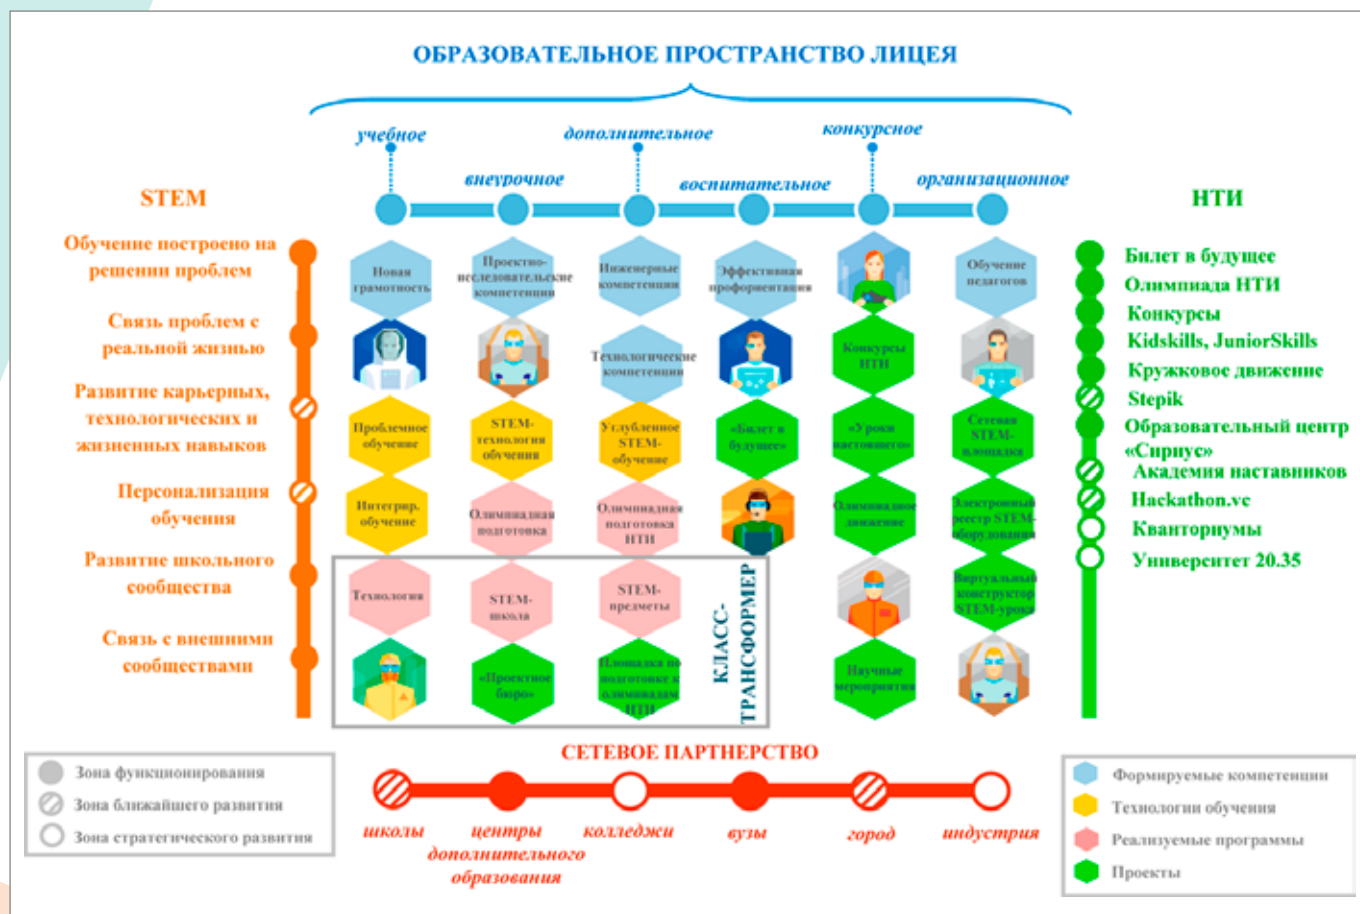 ОБРАЗОВАТЕЛЬНОЕ ПРОСТРАНСТВО ЛИЦЕЯ
учебное
дополнительное
конкурсное
внеурочное
воспитательное
организационное
STEM
Обучение построено на
решении проблем
Связь проблем с
реальной жизнью
Развитие карьерных,
технологических и
жизненных навыков
Персонализация
обучения
Развитие школьного
сообщества
Связь с внешними
сообществами
Новая
грамотность
Проектно-
исследовательские
компетенции
Инженерные
компетенции
Эффективная
профориентация
Обучение
педагогов
Технологические
компетенции
Конкурсы
НТИ
Проблемное
обучение
STEM-
технология
обучения
Углубленное
STEM-
обучение
«Билет в
будущее»
«Уроки
настоящего»
Сетевая
STEM-
площадка
Интегрир.
обучение
Олимпиадная
подготовка
Олимпиадная
подготовка
НТИ
Олимпиадное
движение
Электронный
реестр STEM-
оборудования
Технология
STEM-
школа
STEM-
предметы
Виртуальный
конструктор
STEM-урока
«Проектное
бюро»
Площадка по
подготовке к
олимпиадам
НТИ
КЛАСС-
ТРАНСФОРМЕР
Научные
мероприятия
НТИ
Билет в будущее
Олимпиада НТИ
Конкурсы
Kidskills, JuniorSkills
Кружковое движение
Stepik
Образовательный центр
«Сириус»
Академия наставников
Hackathon.vc
Кванториумы
Университет 20.35
СЕТЕВОЕ ПАРТНЕРСТВО
школы
центры
дополнительного
образования
колледжи
вузы
город
индустрия
Зона функционирования
Зона ближайшего развития
Зона стратегического развития
Формируемые компетенции
Технологии обучения
Реализуемые программы
Проекты